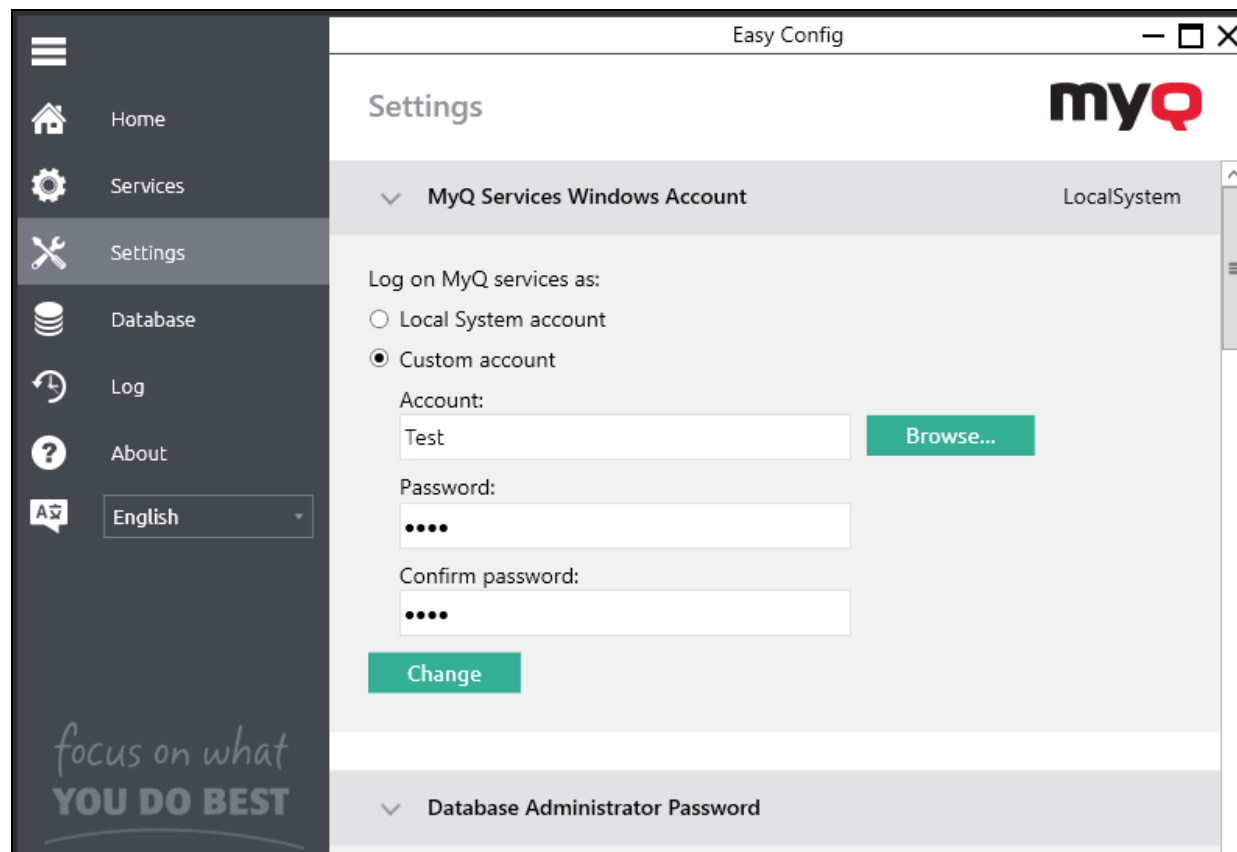 Easy Config
Home
Services
Settings
Database
Log
About
English
focus on what
YOU DO BEST
Settings
myQ
MyQ Services Windows Account LocalSystem
Log on MyQ services as:
Local System account
Custom account
Account:
Test Browse...
Password:
••••
Confirm password:
••••
Change
Database Administrator Password